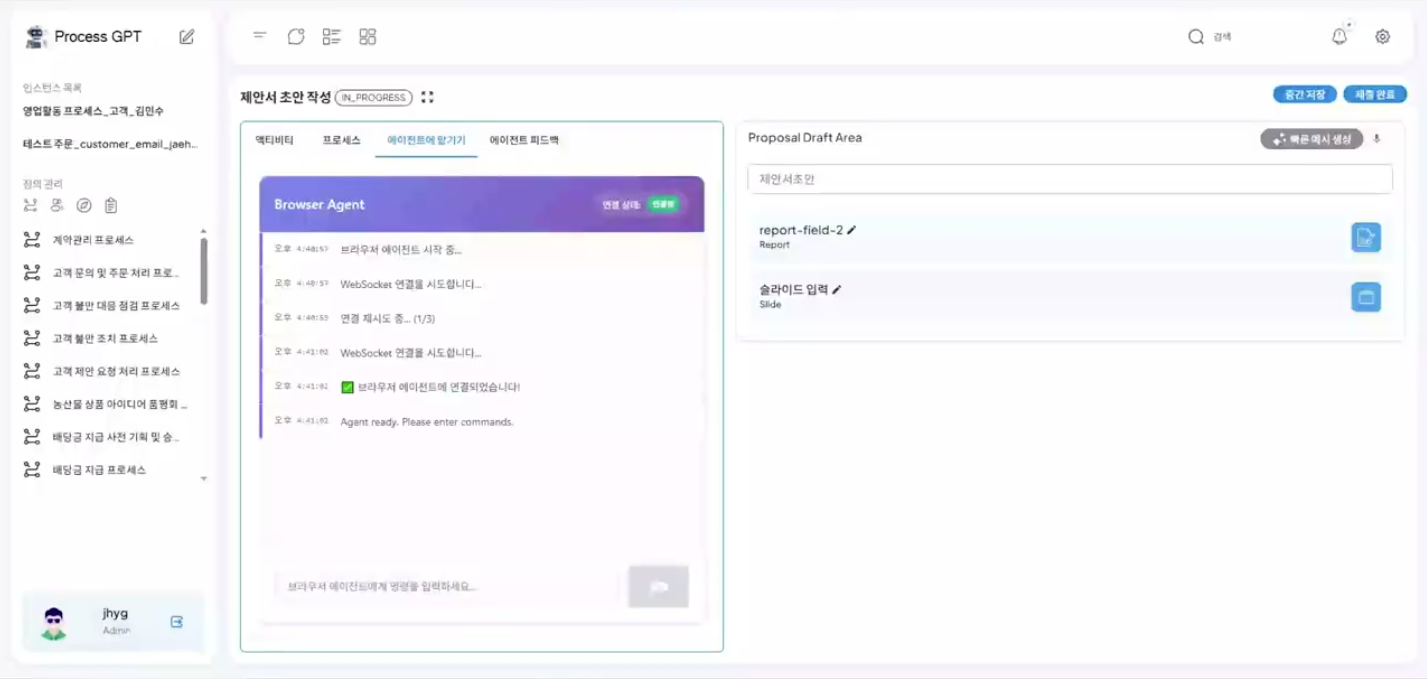 Process GPT
검색
인스턴스 목록
영업활동 프로세스_고객_김민수
테스트 주문_customer_email_jaeh...
정의 관리
계약관리 프로세스
고객 문의 및 주문 처리 프로...
고객 불만 대응 점검 프로세스
고객 불만 조치 프로세스
고객 제안 요청 처리 프로세스
농산물 상품 아이디어 품평회 ...
배당금 지급 사전 기획 및 승...
배당금 지급 프로세스
jhyg
Admin
제안서 초안 작성 IN_PROGRESS
중간 저장 제출 완료
액티비티 프로세스 에이전트에 맡기기 에이전트 피드백
Browser Agent 연결 상태: 연결됨
오후 4:40:57 브라우저 에이전트 시작 중...
오후 4:40:57 WebSocket 연결을 시도합니다...
오후 4:40:59 연결 재시도 중... (1/3)
오후 4:41:02 WebSocket 연결을 시도합니다...
오후 4:41:02 ✅ 브라우저 에이전트에 연결되었습니다!
오후 4:41:02 Agent ready. Please enter commands.
브라우저 에이전트에게 명령을 입력하세요...
Proposal Draft Area 빠른 예시 생성
제안서초안
report-field-2
Report
슬라이드 입력
Slide